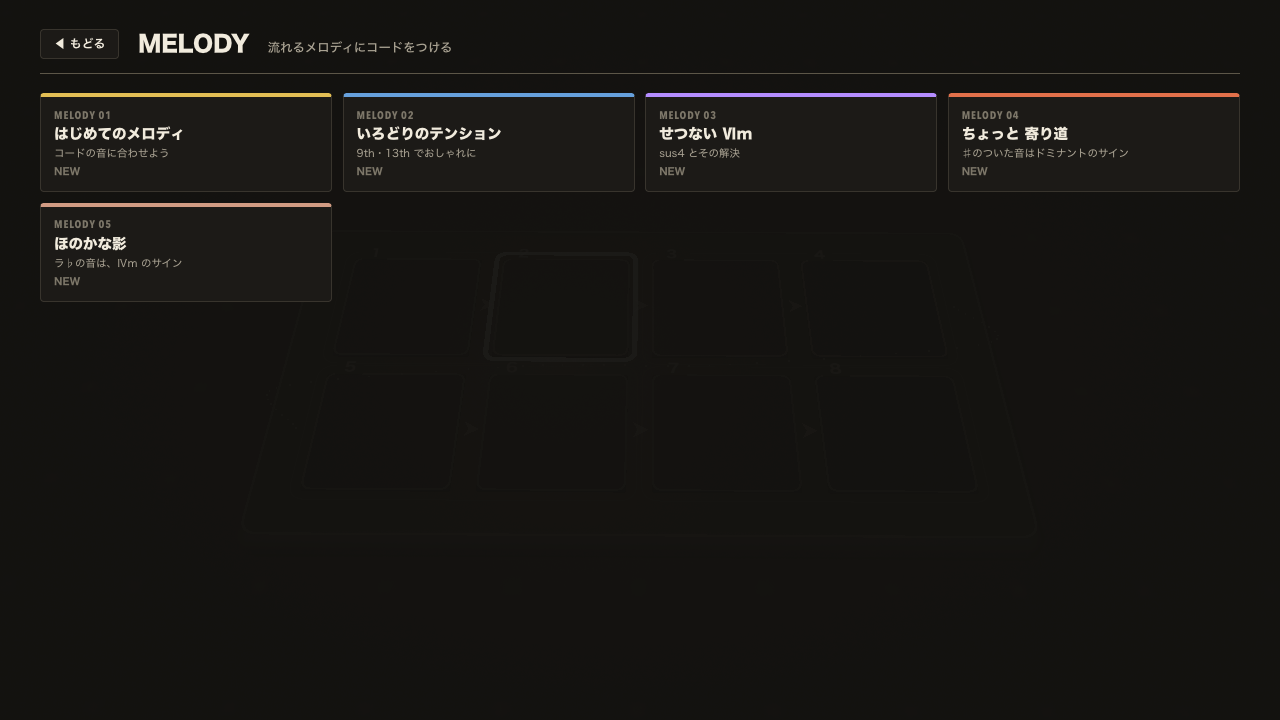 ◀ もどる
MELODY
流れるメロディにコードをつける
MELODY 01
はじめてのメロディ
コードの音に合わせよう
NEW
MELODY 02
いろどりのテンション
9th・13th でおしゃれに
NEW
MELODY 03
せつない VIm
sus4 とその解決
NEW
MELODY 04
ちょっと 寄り道
♯のついた音はドミナントのサイン
NEW
MELODY 05
ほのかな影
ラ♭の音は、IVm のサイン
NEW
5
6
7
8